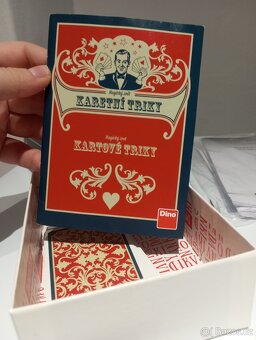 Magický svět
KARETNÍ TRIKY
Magický svet
KARTOVÉ TRIKY
Dino